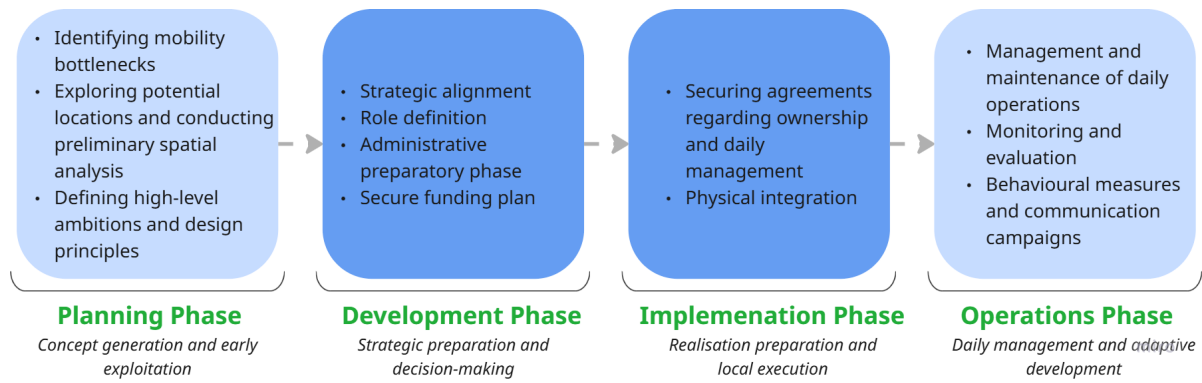 • Identifying mobility
bottlenecks
• Exploring potential
locations and conducting
preliminary spatial
analysis
• Defining high-level
ambitions and design
principles
• Strategic alignment
• Role definition
• Administrative
preparatory phase
• Secure funding plan
• Securing agreements
regarding ownership
and daily
management
• Physical integration
• Management and
maintenance of daily
operations
• Monitoring and
evaluation
• Behavioural measures
and communication
campaigns
Planning Phase
Concept generation and early
exploitation
Development Phase
Strategic preparation and
decision-making
Implemenation Phase
Realisation preparation and
local execution
Operations Phase
Daily management and adaptive
development
miro